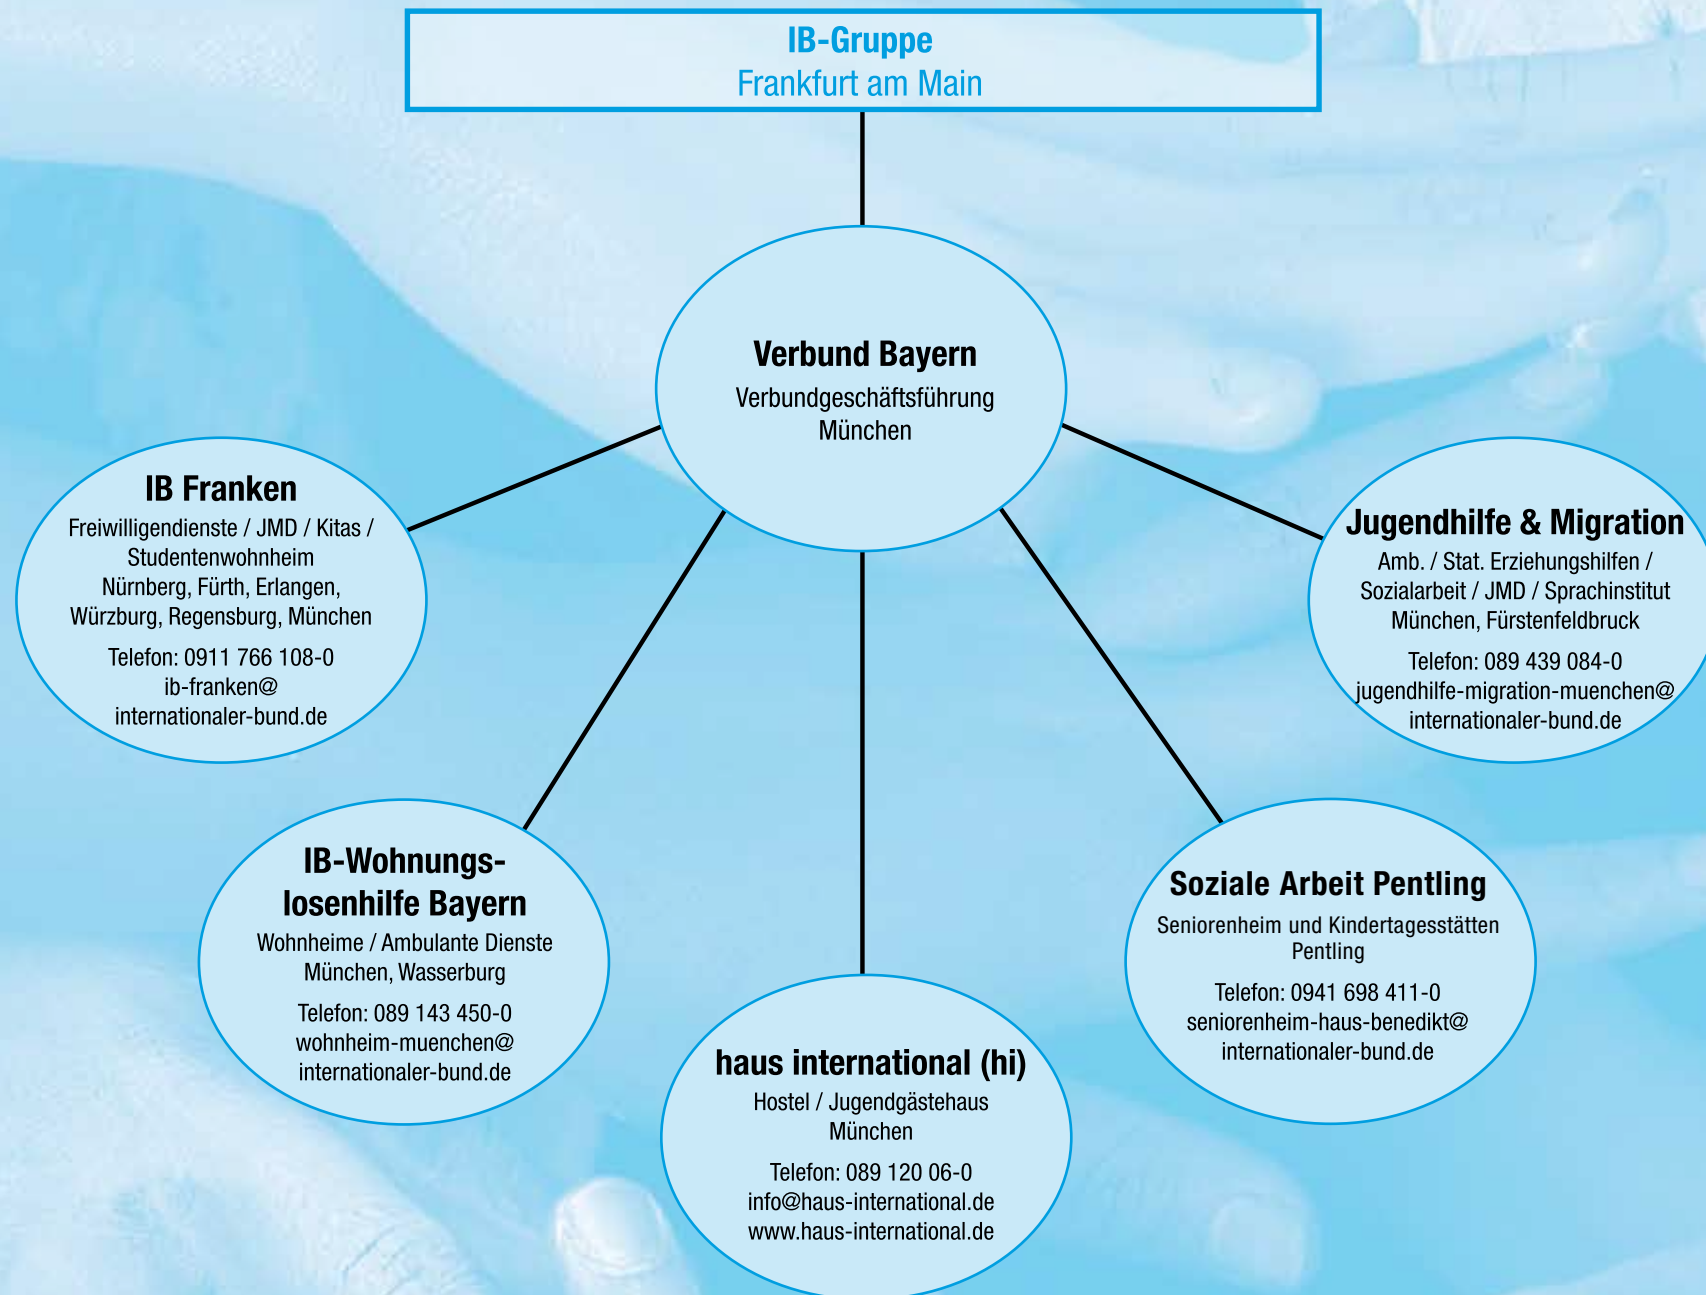 IB-Gruppe
Frankfurt am Main
Verbund Bayern
Verbundgeschäftsführung
München
IB Franken
Freiwilligendienste / JMD / Kitas /
Studentenwohnheim
Nürnberg, Fürth, Erlangen,
Würzburg, Regensburg, München
Telefon: 0911 766 108-0
ib-franken@
internationaler-bund.de
Jugendhilfe & Migration
Amb. / Stat. Erziehungshilfen /
Sozialarbeit / JMD / Sprachinstitut
München, Fürstenfeldbruck
Telefon: 089 439 084-0
jugendhilfe-migration-muenchen@
internationaler-bund.de
IB-Wohnungs-
losenhilfe Bayern
Wohnheime / Ambulante Dienste
München, Wasserburg
Telefon: 089 143 450-0
wohnheim-muenchen@
internationaler-bund.de
Soziale Arbeit Pentling
Seniorenheim und Kindertagesstätten
Pentling
Telefon: 0941 698 411-0
seniorenheim-haus-benedikt@
internationaler-bund.de
haus international (hi)
Hostel / Jugendgästehaus
München
Telefon: 089 120 06-0
info@haus-international.de
www.haus-international.de